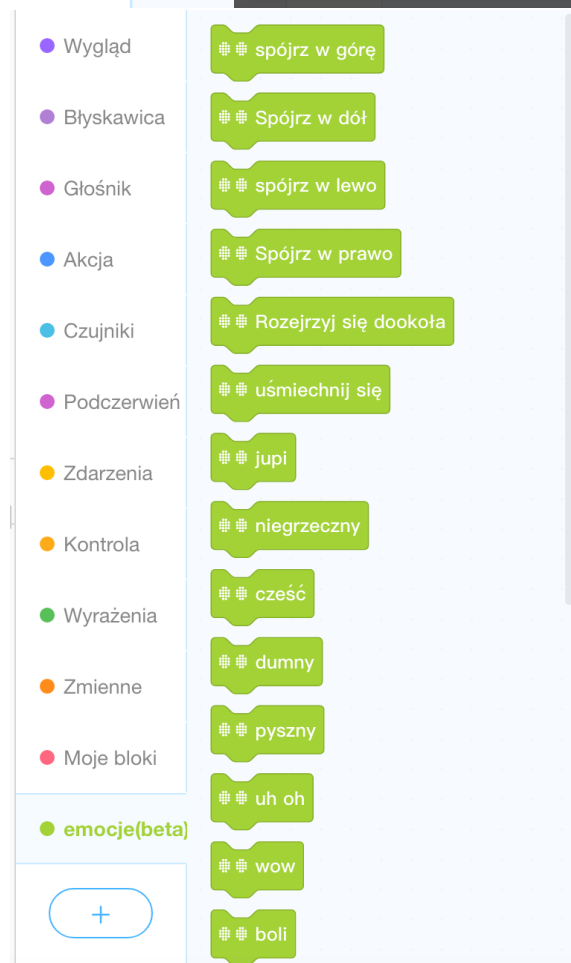 Wygląd
Błyskawica
Głośnik
Akcja
Czujniki
Podczerwień
Zdarzenia
Kontrola
Wyrażenia
Zmienne
Moje bloki
emocje(beta)
+
spójrz w górę
Spójrz w dół
spójrz w lewo
Spójrz w prawo
Rozejrzyj się dookoła
uśmiechnij się
jupi
niegrzeczny
cześć
dumny
pyszny
uh oh
wow
boli